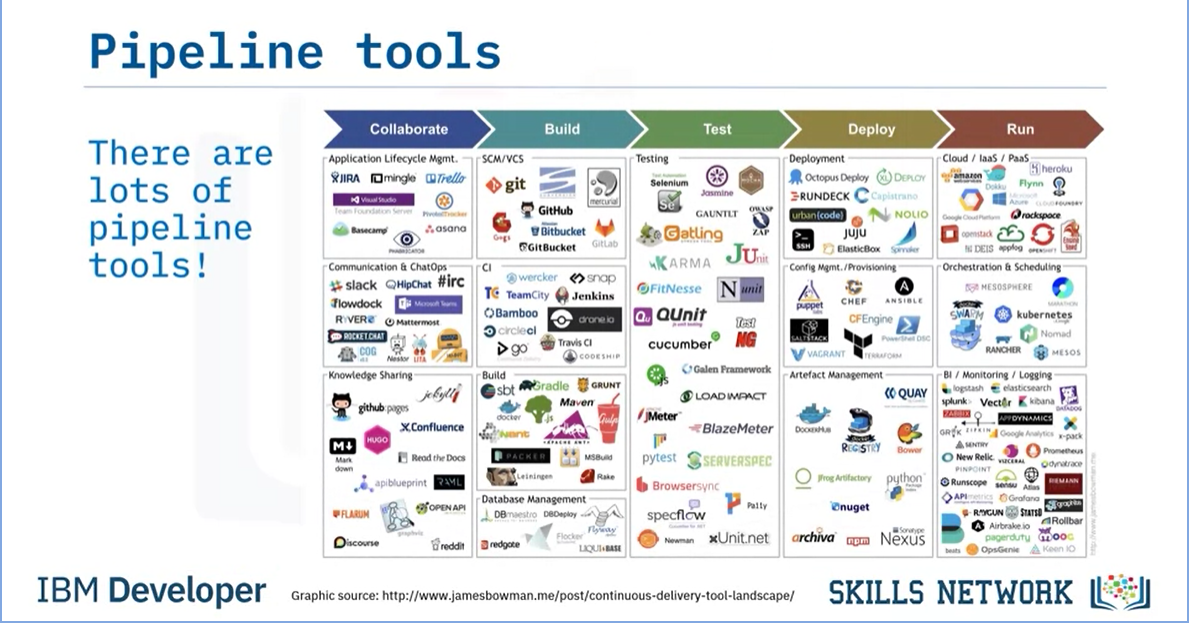 Pipeline tools
There are
lots of
pipeline
tools!
Collaborate
Build
Test
Deploy
Run
Application Lifecycle Mgmt.
JIRA mingle Trello
Visual Studio
Team Foundation Server
PivotalTracker
Basecamp asana
PHABRICATOR
Communication & ChatOps
slack HipChat #irc
flowdock Microsoft Teams
RYVER Mattermost
ROCKET.CHAT
COG Nestor LITA
Knowledge Sharing
jekyll
github:pages
Confluence
HUGO
Mark
down
Read the Docs
apiblueprint RAML
FLARUM OPEN API
graphviz
Discourse reddit
SCM/VCS
git
mercurial
GitHub
Gogs
Bitbucket
GitLab
GitBucket
CI
wercker snap
TeamCity Jenkins
Bamboo drone.io
circleci
Travis CI
go
CODESHIP
Build
sbt Gradle GRUNT
docker Maven Gulp
APACHE ANT
PACKER MSBuild
Leiningen Rake
Database Management
DBmaestro DBDeploy
Flocker Flyway
redgate LIQUIBASE
Testing
Selenium
Se
Jasmine
GAUNTLT
OWASP
ZAP
Gatling
KARMA JUnit
FitNesse Nunit
QUnit
Test
NG
cucumber
Galen Framework
JS
LOAD IMPACT
JMeter
BlazeMeter
pytest SERVERSPEC
Browsersync
Pa11y
specflow
Newman xUnit.net
Deployment
Octopus Deploy DEPLOY
RUNDECK Capistrano
urban{code} NOLIO
JUJU
SSH
ElasticBox Spinnaker
Config Mgmt./Provisioning
puppet
labs
CHEF ANSIBLE
CFEngine
SALTSTACK PowerShell DSC
VAGRANT TERRAFORM
Artefact Management
QUAY
DOCKERHUB
Docker
REGISTRY
Bower
JFrog Artifactory python
Package
Index
nuget
archiva npm Sonatype
Nexus
Cloud / IaaS / PaaS
heroku
amazon
webservices
Dokku Flynn
Microsoft
Azure
CLOUD FOUNDRY
Google Cloud Platform rackspace
openstack
DEIS appfog OPENSHIFT
Orchestration & Scheduling
MESOSPHERE
MARATHON
SWARM kubernetes
Nomad
RANCHER MESOS
BI / Monitoring / Logging
logstash elasticsearch
splunk> Vector kibana DATADOG
ZABBIX APPDYNAMICS
ZIPKIN Google Analytics x-pack
SENTRY
New Relic VIZCERAL Prometheus
PINPOINT dynatrace
Runscope sensu Atlas RIEMANN
APImetrics Grafana graphite
RAYGUN STATSD
Airbrake.io Rollbar
pagerduty MOOG
beats OpsGenie Keen IO
http://www.jamesbowman.me
IBM Developer
Graphic source: http://www.jamesbowman.me/post/continuous-delivery-tool-landscape/
SKILLS NETWORK